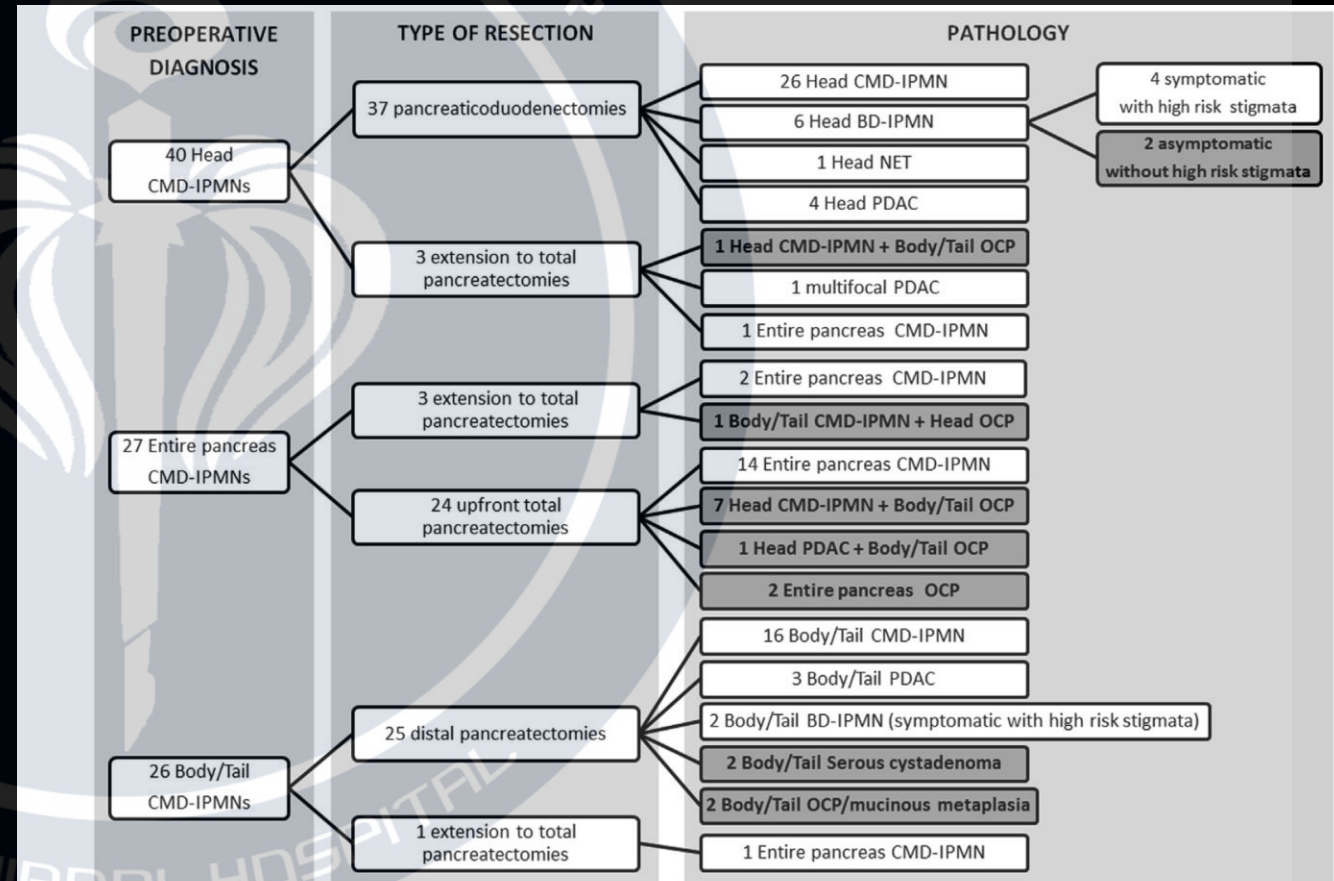 PREOPERATIVE
DIAGNOSIS
TYPE OF RESECTION
PATHOLOGY
40 Head
CMD-IPMNs
37 pancreaticoduodenectomies
26 Head CMD-IPMN
6 Head BD-IPMN
4 symptomatic
with high risk stigmata
2 asymptomatic
without high risk stigmata
1 Head NET
4 Head PDAC
3 extension to total
pancreatectomies
1 Head CMD-IPMN + Body/Tail OCP
1 multifocal PDAC
1 Entire pancreas CMD-IPMN
27 Entire pancreas
CMD-IPMNs
3 extension to total
pancreatectomies
2 Entire pancreas CMD-IPMN
1 Body/Tail CMD-IPMN + Head OCP
24 upfront total
pancreatectomies
14 Entire pancreas CMD-IPMN
7 Head CMD-IPMN + Body/Tail OCP
1 Head PDAC + Body/Tail OCP
2 Entire pancreas OCP
26 Body/Tail
CMD-IPMNs
25 distal pancreatectomies
16 Body/Tail CMD-IPMN
3 Body/Tail PDAC
2 Body/Tail BD-IPMN (symptomatic with high risk stigmata)
2 Body/Tail Serous cystadenoma
2 Body/Tail OCP/mucinous metaplasia
1 extension to total
pancreatectomies
1 Entire pancreas CMD-IPMN
HOSPITAL